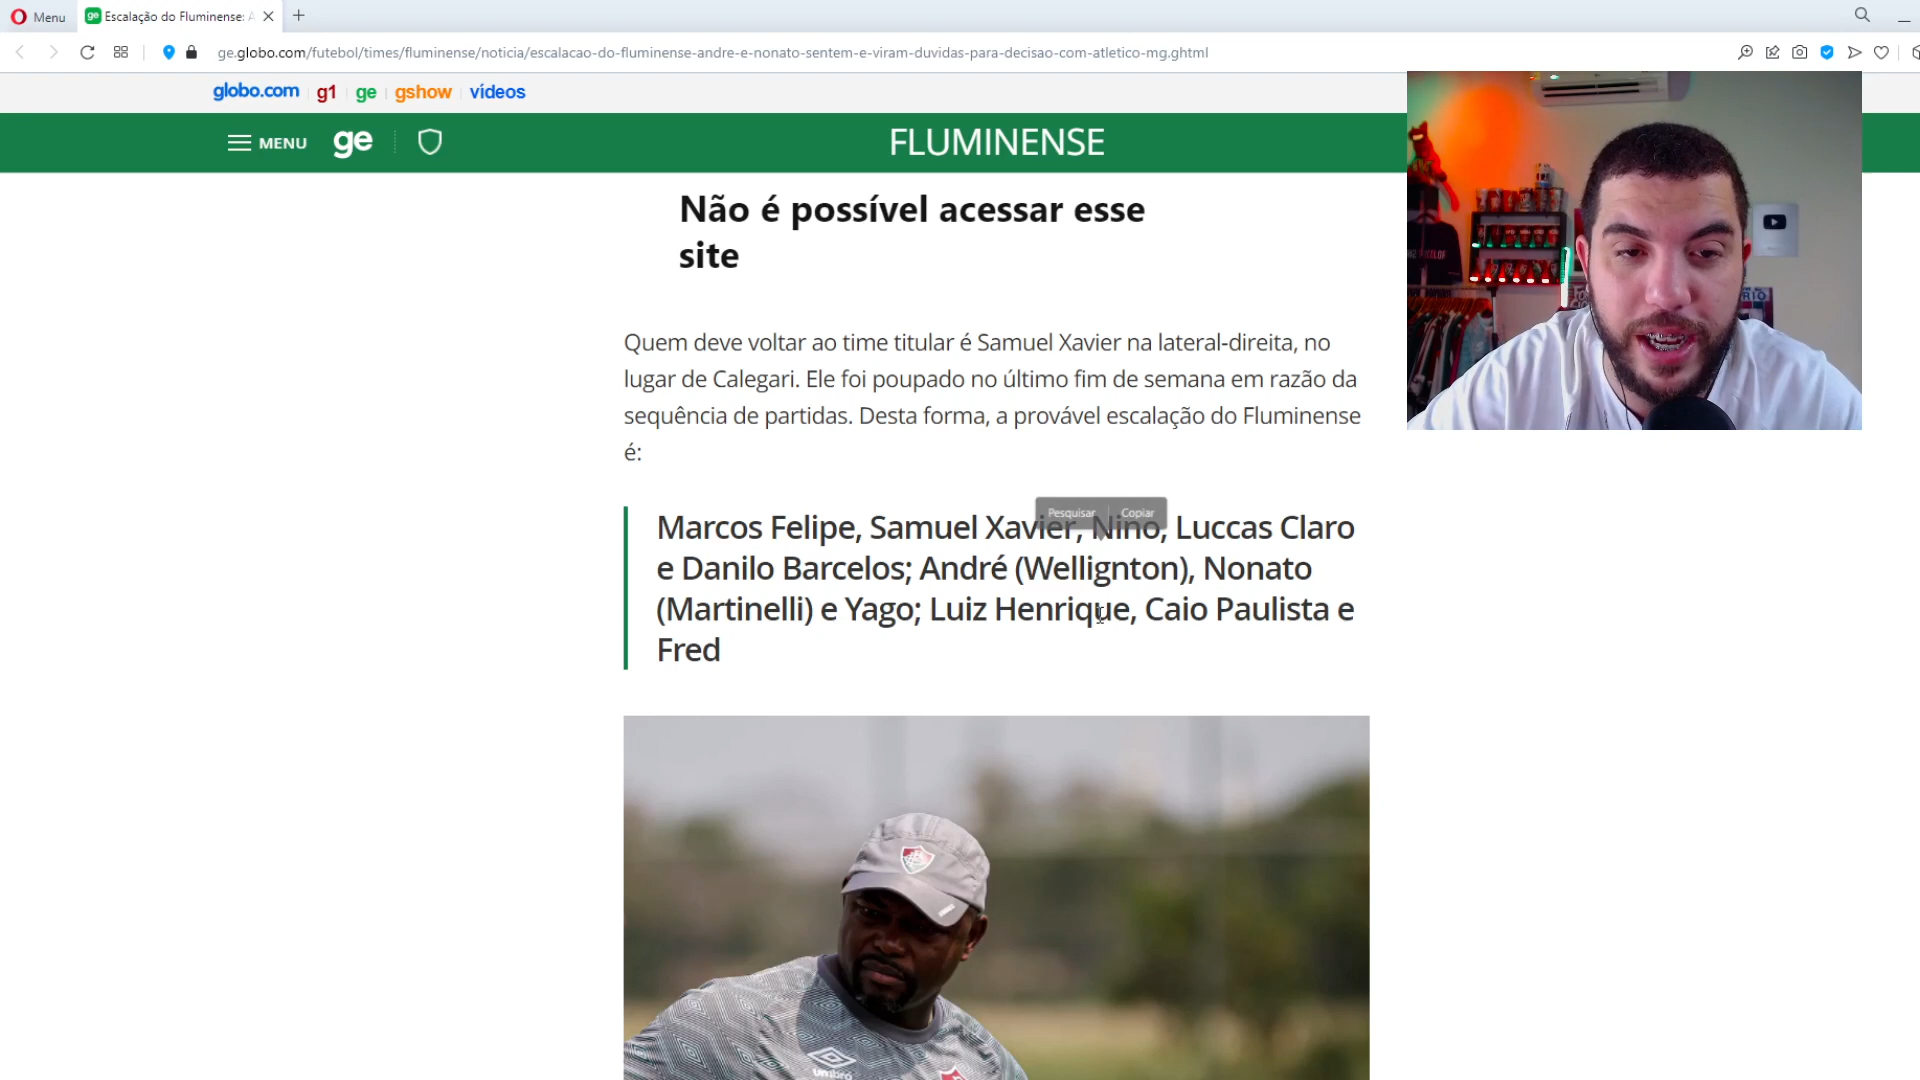 Menu
Escalação do Fluminense:
ge.globo.com/futebol/times/fluminense/noticia/escalacao-do-fluminense-andre-e-nonato-sentem-e-viram-duvidas-para-decisao-com-atletico-mg.ghtml
globo.com g1 ge gshow vídeos
MENU ge FLUMINENSE
Não é possível acessar esse
site
Quem deve voltar ao time titular é Samuel Xavier na lateral-direita, no
lugar de Calegari. Ele foi poupado no último fim de semana em razão da
sequência de partidas. Desta forma, a provável escalação do Fluminense
é:
Pesquisar Copiar
Marcos Felipe, Samuel Xavier, Nino, Luccas Claro
e Danilo Barcelos; André (Wellignton), Nonato
(Martinelli) e Yago; Luiz Henrique, Caio Paulista e
Fred
umbro